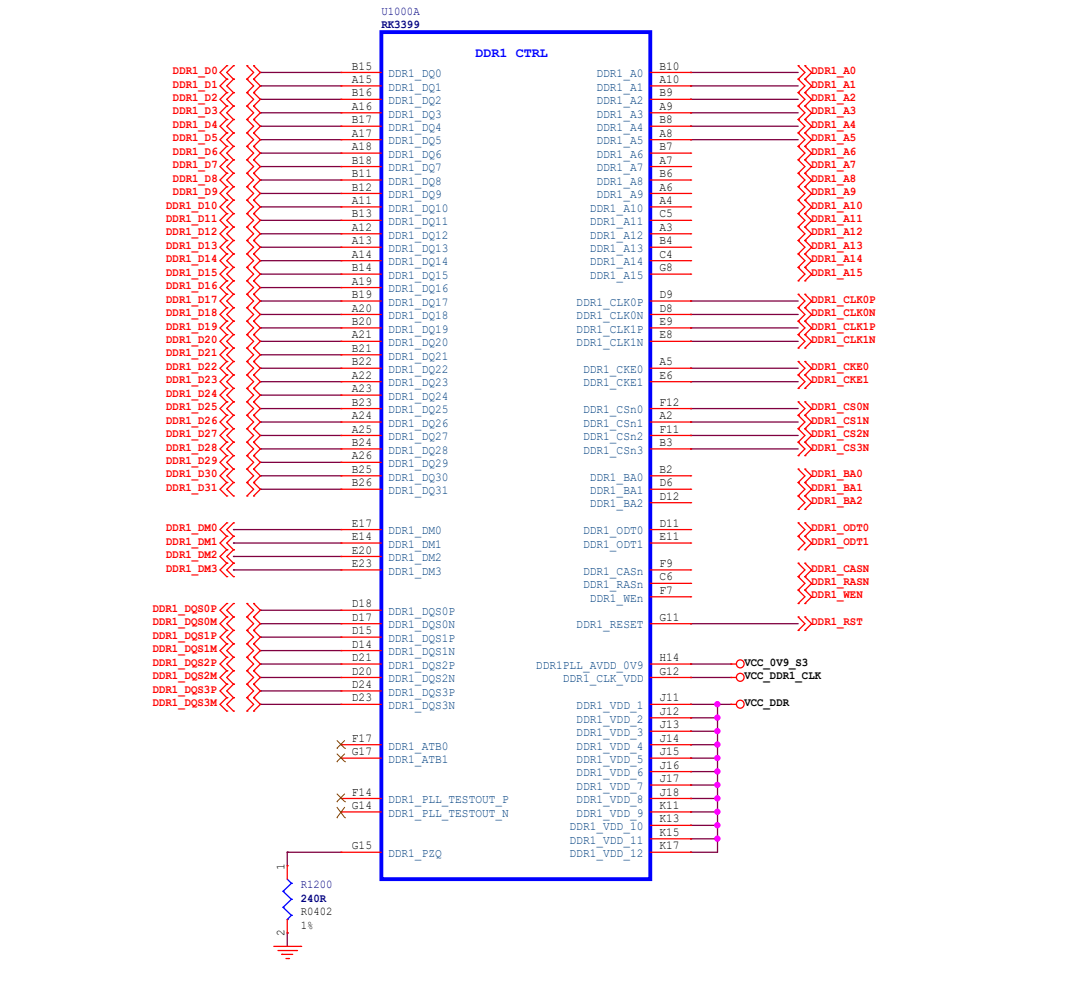 U1000A
RK3399
DDR1 CTRL
DDR1_D0 B15 DDR1_DQ0 DDR1_A0 B10 DDR1_A0
DDR1_D1 A15 DDR1_DQ1 DDR1_A1 A10 DDR1_A1
DDR1_D2 B16 DDR1_DQ2 DDR1_A2 B9 DDR1_A2
DDR1_D3 A16 DDR1_DQ3 DDR1_A3 A9 DDR1_A3
DDR1_D4 B17 DDR1_DQ4 DDR1_A4 B8 DDR1_A4
DDR1_D5 A17 DDR1_DQ5 DDR1_A5 A8 DDR1_A5
DDR1_D6 A18 DDR1_DQ6 DDR1_A6 B7 DDR1_A6
DDR1_D7 B18 DDR1_DQ7 DDR1_A7 A7 DDR1_A7
DDR1_D8 B11 DDR1_DQ8 DDR1_A8 B6 DDR1_A8
DDR1_D9 B12 DDR1_DQ9 DDR1_A9 A6 DDR1_A9
DDR1_D10 A11 DDR1_DQ10 DDR1_A10 A4 DDR1_A10
DDR1_D11 B13 DDR1_DQ11 DDR1_A11 C5 DDR1_A11
DDR1_D12 A12 DDR1_DQ12 DDR1_A12 A3 DDR1_A12
DDR1_D13 A13 DDR1_DQ13 DDR1_A13 B4 DDR1_A13
DDR1_D14 A14 DDR1_DQ14 DDR1_A14 C4 DDR1_A14
DDR1_D15 B14 DDR1_DQ15 DDR1_A15 G8 DDR1_A15
DDR1_D16 A19 DDR1_DQ16
DDR1_D17 B19 DDR1_DQ17 DDR1_CLK0P D9 DDR1_CLK0P
DDR1_D18 A20 DDR1_DQ18 DDR1_CLK0N D8 DDR1_CLK0N
DDR1_D19 B20 DDR1_DQ19 DDR1_CLK1P E9 DDR1_CLK1P
DDR1_D20 A21 DDR1_DQ20 DDR1_CLK1N E8 DDR1_CLK1N
DDR1_D21 B21 DDR1_DQ21
DDR1_D22 B22 DDR1_DQ22 DDR1_CKE0 A5 DDR1_CKE0
DDR1_D23 A22 DDR1_DQ23 DDR1_CKE1 E6 DDR1_CKE1
DDR1_D24 A23 DDR1_DQ24
DDR1_D25 B23 DDR1_DQ25 DDR1_CSn0 F12 DDR1_CS0N
DDR1_D26 A24 DDR1_DQ26 DDR1_CSn1 A2 DDR1_CS1N
DDR1_D27 A25 DDR1_DQ27 DDR1_CSn2 F11 DDR1_CS2N
DDR1_D28 B24 DDR1_DQ28 DDR1_CSn3 B3 DDR1_CS3N
DDR1_D29 A26 DDR1_DQ29
DDR1_D30 B25 DDR1_DQ30 DDR1_BA0 B2 DDR1_BA0
DDR1_D31 B26 DDR1_DQ31 DDR1_BA1 D6 DDR1_BA1
DDR1_BA2 D12 DDR1_BA2
DDR1_DM0 E17 DDR1_DM0 DDR1_ODT0 D11 DDR1_ODT0
DDR1_DM1 E14 DDR1_DM1 DDR1_ODT1 E11 DDR1_ODT1
DDR1_DM2 E20 DDR1_DM2
DDR1_DM3 E23 DDR1_DM3 DDR1_CASn F9 DDR1_CASN
DDR1_RASn C6 DDR1_RASN
DDR1_WEn F7 DDR1_WEN
DDR1_DQS0P D18 DDR1_DQS0P
DDR1_DQS0M D17 DDR1_DQS0N DDR1_RESET G11 DDR1_RST
DDR1_DQS1P D15 DDR1_DQS1P
DDR1_DQS1M D14 DDR1_DQS1N
DDR1_DQS2P D21 DDR1_DQS2P DDR1PLL_AVDD_0V9 H14 VCC_0V9_S3
DDR1_DQS2M D20 DDR1_DQS2N DDR1_CLK_VDD G12 VCC_DDR1_CLK
DDR1_DQS3P D24 DDR1_DQS3P
DDR1_DQS3M D23 DDR1_DQS3N DDR1_VDD_1 J11 VCC_DDR
DDR1_VDD_2 J12
DDR1_VDD_3 J13
F17 DDR1_ATB0 DDR1_VDD_4 J14
G17 DDR1_ATB1 DDR1_VDD_5 J15
DDR1_VDD_6 J16
DDR1_VDD_7 J17
F14 DDR1_PLL_TESTOUT_P DDR1_VDD_8 J18
G14 DDR1_PLL_TESTOUT_N DDR1_VDD_9 K11
DDR1_VDD_10 K13
DDR1_VDD_11 K15
G15 DDR1_PZQ DDR1_VDD_12 K17
1
R1200
240R
R0402
1%
2